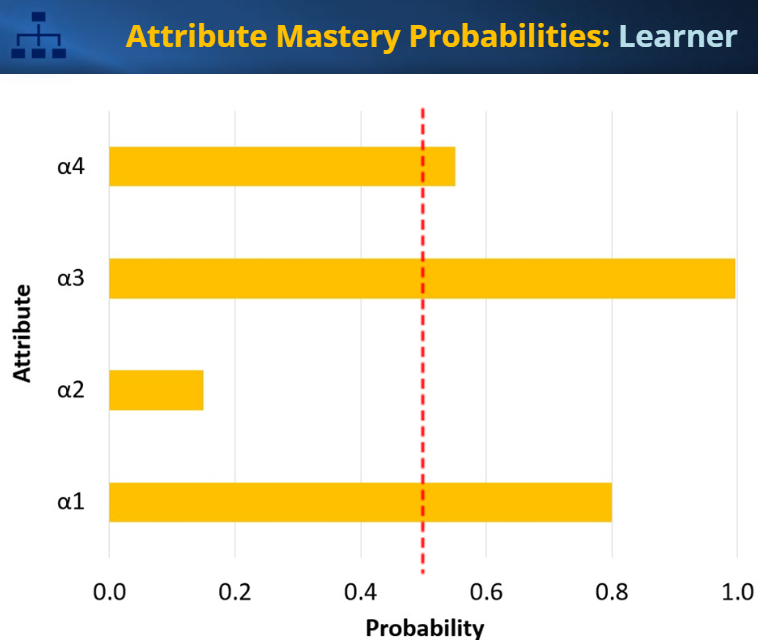 Attribute Mastery Probabilities: Learner
α4
α3
α2
α1
Attribute
0.0 0.2 0.4 0.6 0.8 1.0
Probability